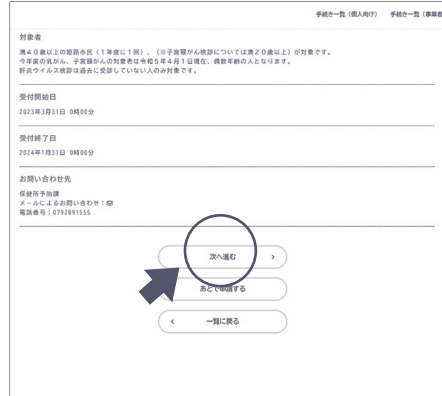 手続き一覧（個人向け）　手続き一覧（事業者
対象者
満４０歳以上の姫路市民（１年度に１回）、（※子宮頸がん検診については満２０歳以上）が対象です。
今年度の乳がん、子宮頸がんの対象者は令和５年４月１日現在、偶数年齢の人となります。
肝炎ウイルス検診は過去に受診していない人のみ対象です。
受付開始日
2023年3月31日 0時00分
受付終了日
2024年1月31日 0時00分
お問い合わせ先
保健所予防課
メールによるお問い合わせ：
電話番号：0792891555
次へ進む ›
あとで申請する
‹ 一覧に戻る